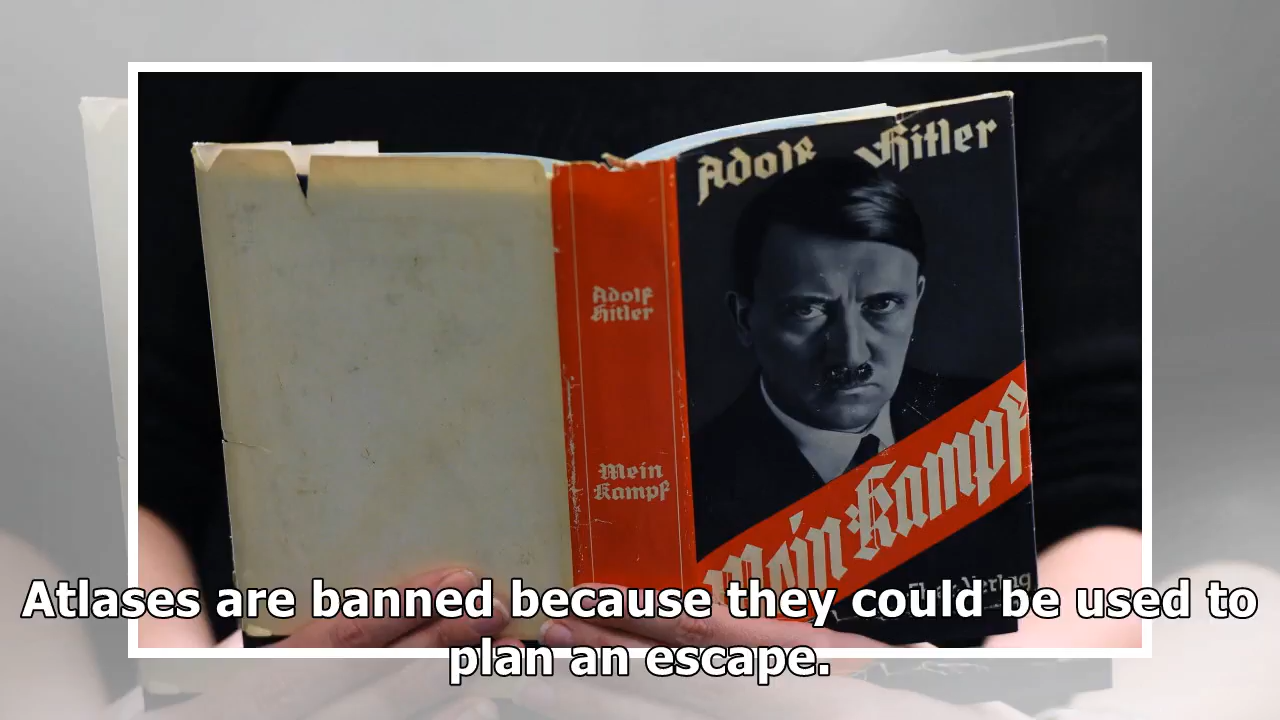 Adolf Hitler
Adolf
Hitler
Mein
Kampf
Mein Kampf
Verlag
Atlases are banned because they could be used to
plan an escape.